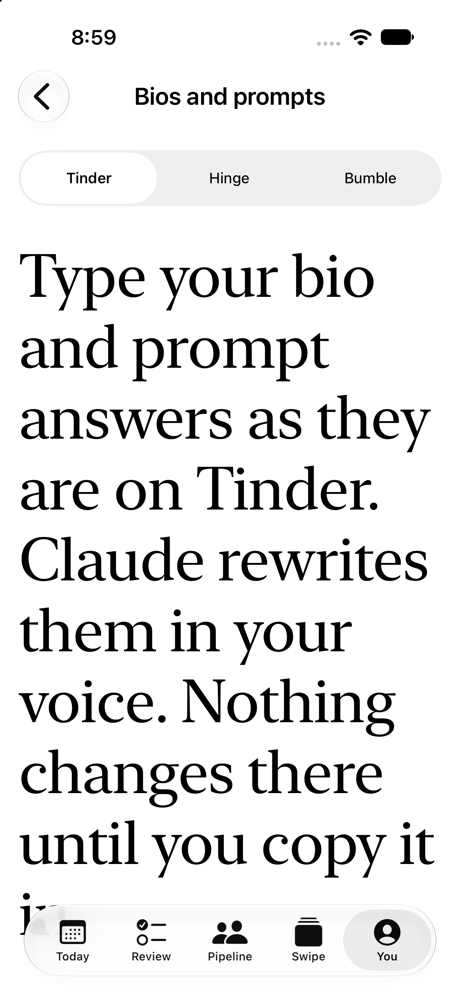 8:59
Bios and prompts
Tinder
Hinge
Bumble
Type your bio
and prompt
answers as they
are on Tinder.
Claude rewrites
them in your
voice. Nothing
changes there
until you copy it
in
Today
Review
Pipeline
Swipe
You